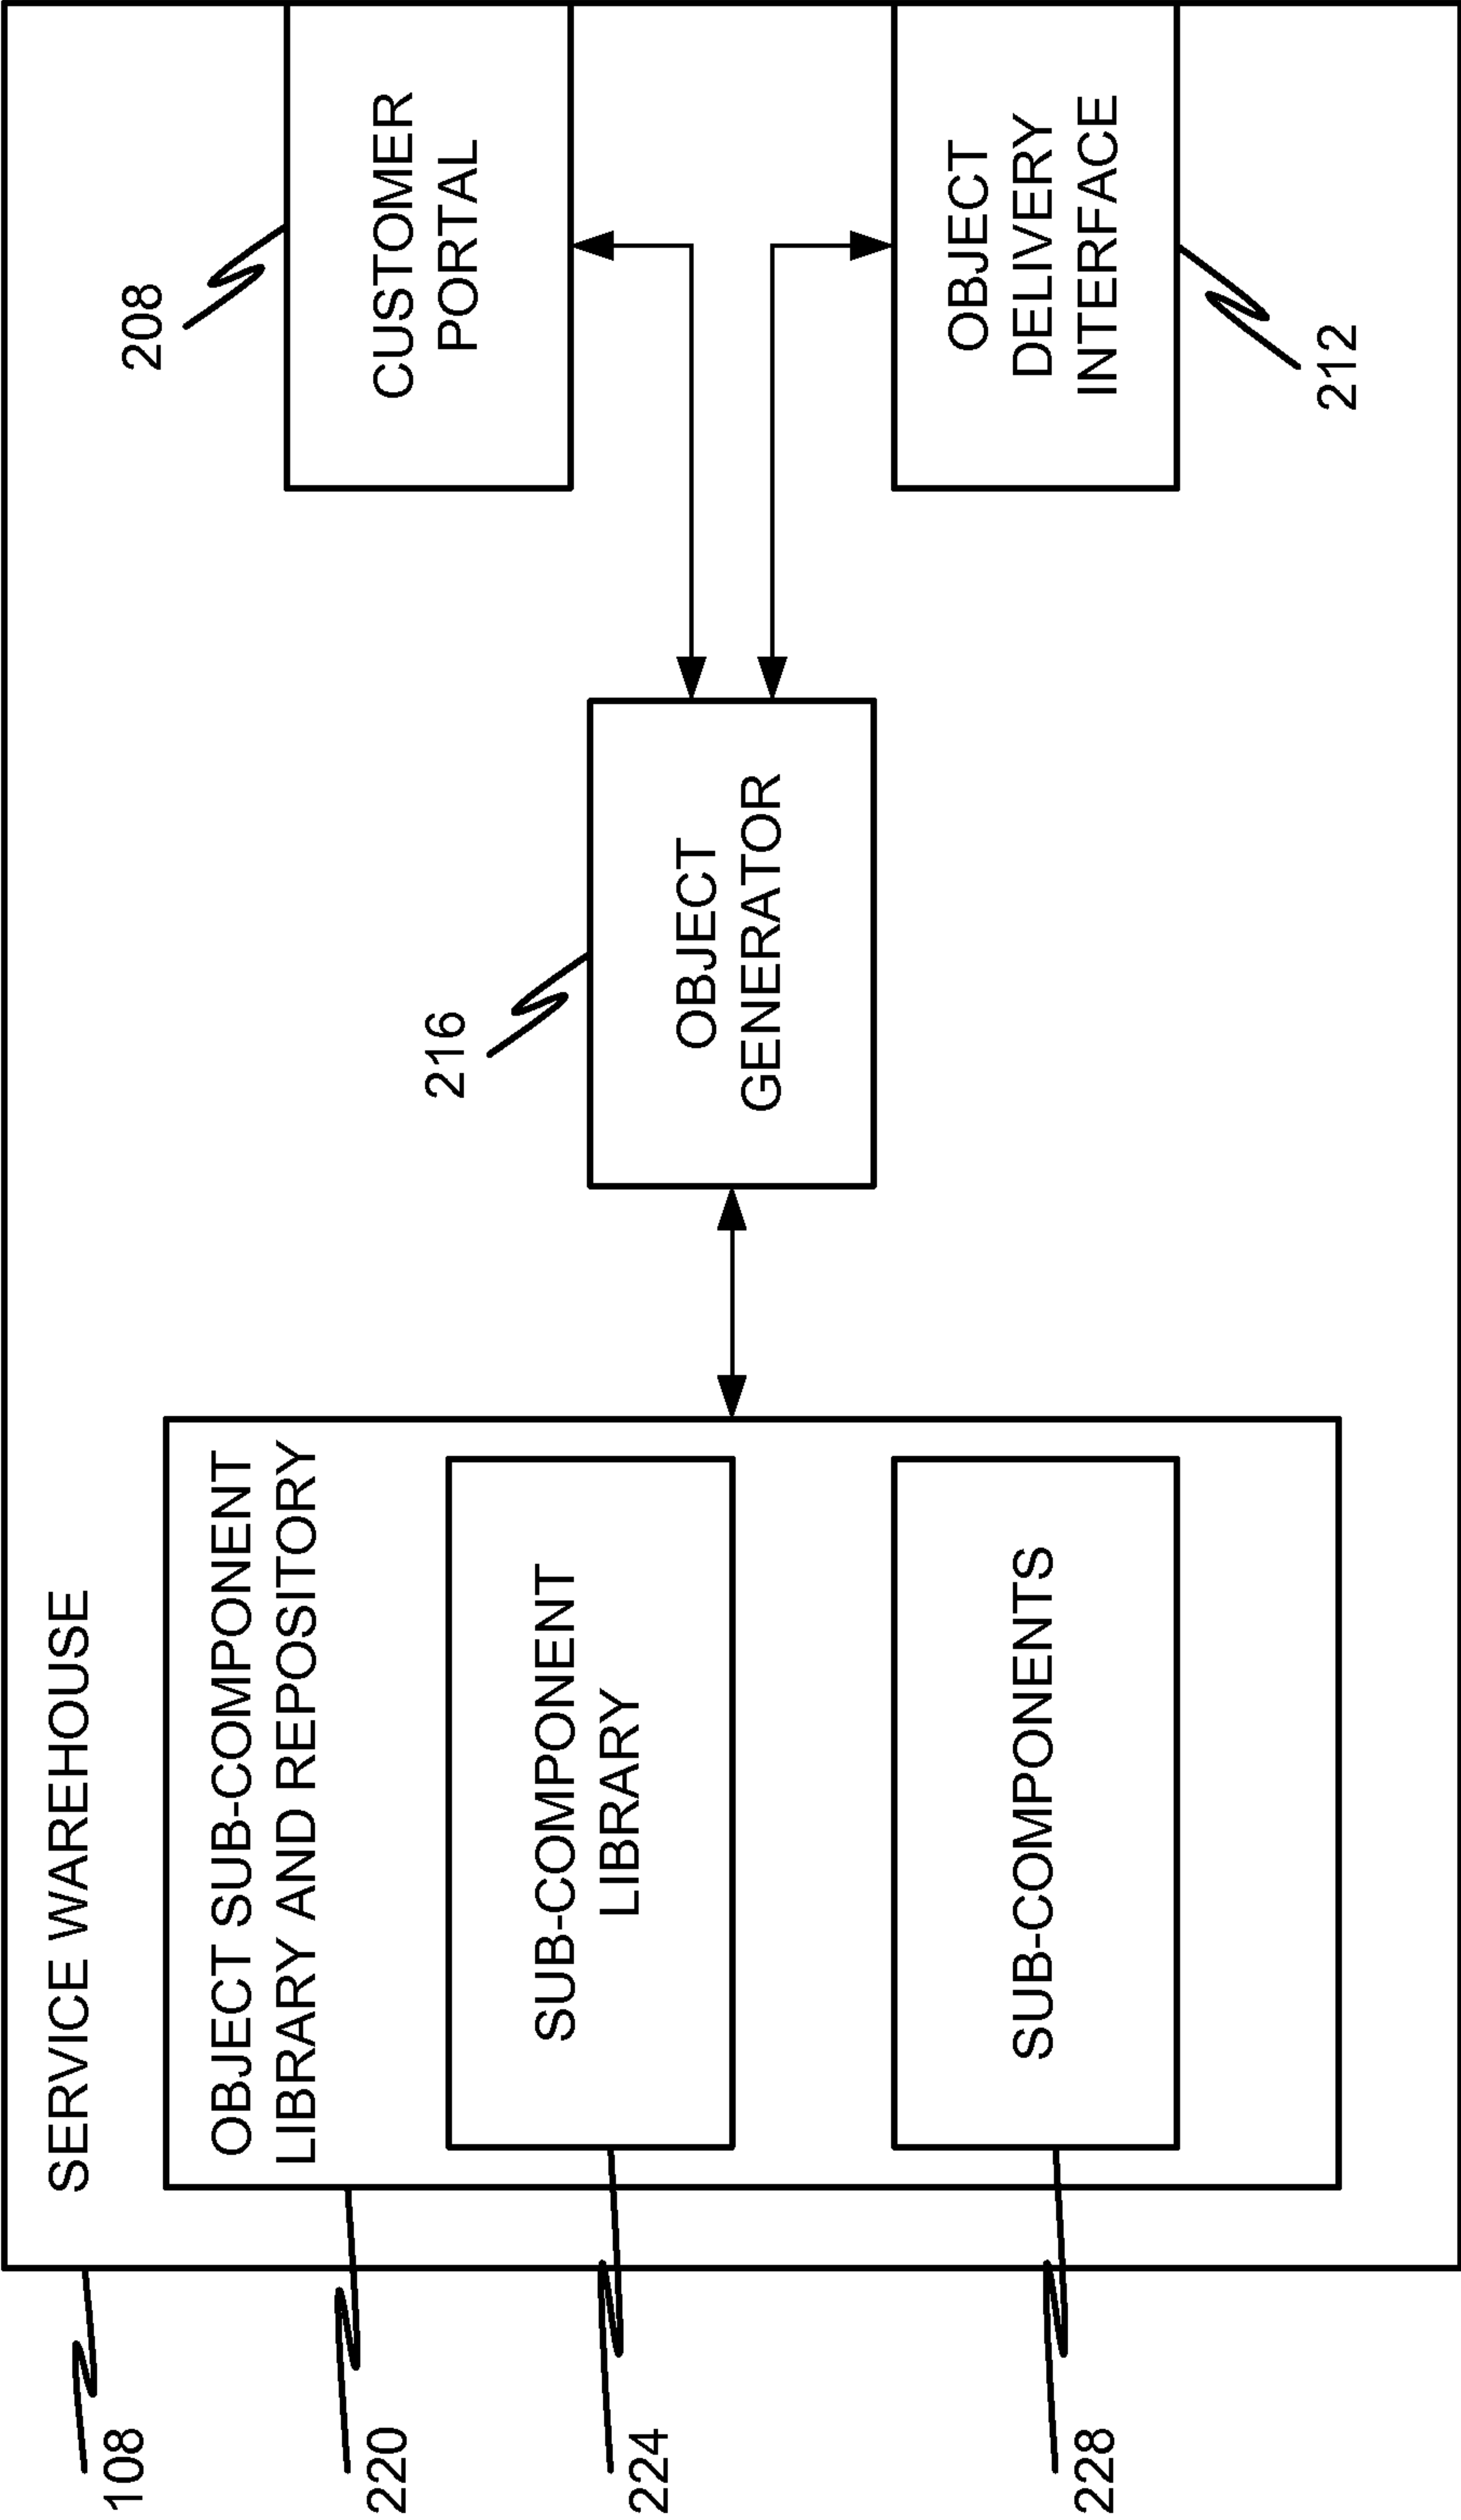 108
SERVICE WAREHOUSE
220
OBJECT SUB-COMPONENT
LIBRARY AND REPOSITORY
224
SUB-COMPONENT
LIBRARY
228
SUB-COMPONENTS
216
OBJECT
GENERATOR
208
CUSTOMER
PORTAL
OBJECT
DELIVERY
INTERFACE
212